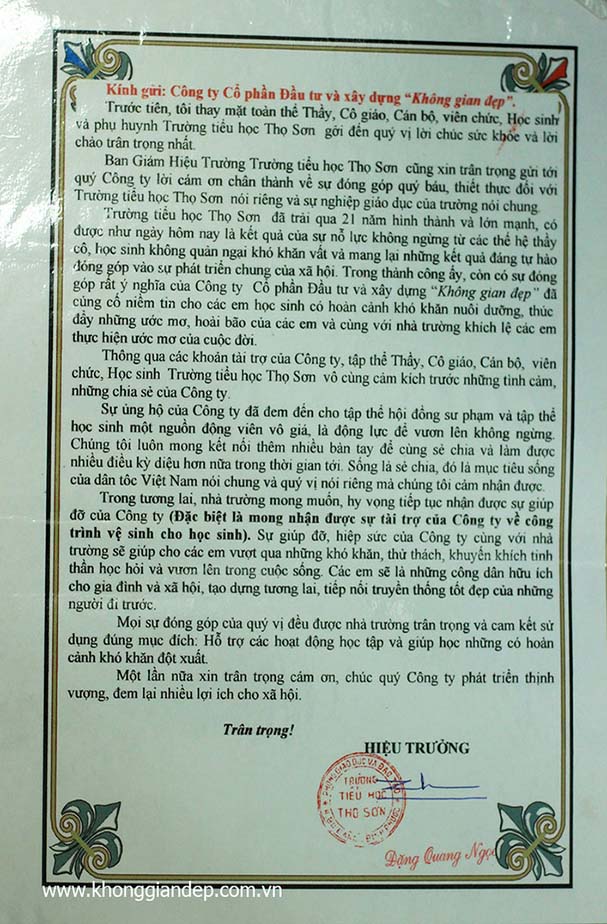 Kính gửi: Công ty Cổ phần Đầu tư và xây dựng “Không gian đẹp”.
Trước tiên, tôi thay mặt toàn thể Thầy, Cô giáo, Cán bộ, viên chức, Học sinh
và phụ huynh Trường tiểu học Thọ Sơn gởi đến quý vị lời chúc sức khỏe và lời
chào trân trọng nhất.
Ban Giám Hiệu Trường Trường tiểu học Thọ Sơn cũng xin trân trọng gửi tới
quý Công ty lời cám ơn chân thành về sự đóng góp quý báu, thiết thực đối với
Trường tiểu học Thọ Sơn nói riêng và sự nghiệp giáo dục của trường nói chung.
Trường tiểu học Thọ Sơn đã trải qua 21 năm hình thành và lớn mạnh, có
được như ngày hôm nay là kết quả của sự nỗ lực không ngừng từ các thế hệ thầy
cô, học sinh không quản ngại khó khăn vất và mang lại những kết quả đáng tự hào
đóng góp vào sự phát triển chung của xã hội. Trong thành công ấy, còn có sự đóng
góp rất ý nghĩa của Công ty Cổ phần Đầu tư và xây dựng “Không gian đẹp” đã
củng cố niềm tin cho các em học sinh có hoàn cảnh khó khăn nuôi dưỡng, thúc
đẩy những ước mơ, hoài bão của các em và cùng với nhà trường khích lệ các em
thực hiện ước mơ của cuộc đời.
Thông qua các khoản tài trợ của Công ty, tập thể Thầy, Cô giáo, Cán bộ, viên
chức, Học sinh Trường tiểu học Thọ Sơn vô cùng cảm kích trước những tình cảm,
những chia sẻ của Công ty.
Sự ủng hộ của Công ty đã đem đến cho tập thể hội đồng sư phạm và tập thể
học sinh một nguồn động viên vô giá, là động lực để vươn lên không ngừng.
Chúng tôi luôn mong kết nối thêm nhiều bàn tay để cùng sẻ chia và làm được
nhiều điều kỳ diệu hơn nữa trong thời gian tới. Sống là sẻ chia, đó là mục tiêu sống
của dân tôc Việt Nam nói chung và quý vị nói riêng mà chúng tôi cảm nhận được.
Trong tương lai, nhà trường mong muốn, hy vọng tiếp tục nhận được sự giúp
đỡ của Công ty (Đặc biệt là mong nhận được sự tài trợ của Công ty về công
trình vệ sinh cho học sinh). Sự giúp đỡ, hiệp sức của Công ty cùng với nhà
trường sẽ giúp cho các em vượt qua những khó khăn, thử thách, khuyến khích tinh
thần học hỏi và vươn lên trong cuộc sống. Các em sẽ là những công dân hữu ích
cho gia đình và xã hội, tạo dựng tương lai, tiếp nối truyền thống tốt đẹp của những
người đi trước.
Mọi sự đóng góp của quý vị đều được nhà trường trân trọng và cam kết sử
dụng đúng mục đích: Hỗ trợ các hoạt động học tập và giúp học những có hoàn
cảnh khó khăn đột xuất.
Một lần nữa xin trân trọng cám ơn, chúc quý Công ty phát triển thịnh
vượng, đem lại nhiều lợi ích cho xã hội.
Trân trọng!
HIỆU TRƯỞNG
PHÒNG GIÁO DỤC VÀ ĐÀO TẠO
TRƯỜNG
TIỂU HỌC
THỌ SƠN
Đặng Quang Ngọc
www.khonggiandep.com.vn